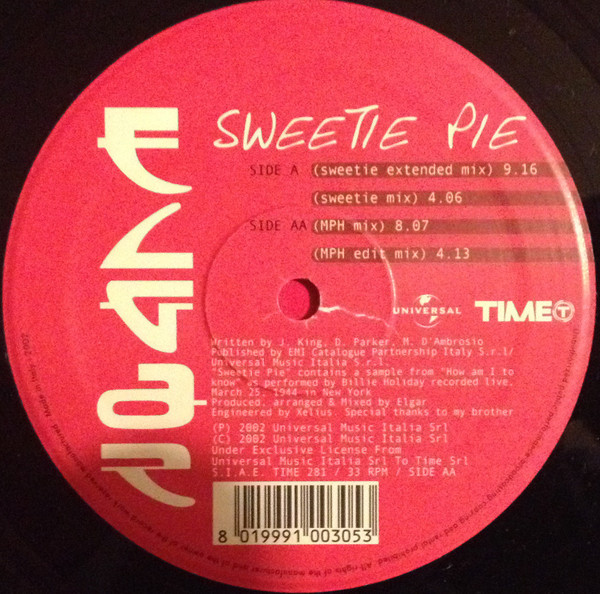 SWEETIE PIE
SIDE A (sweetie extended mix) 9.16
(sweetie mix) 4.06
SIDE AA (MPH mix) 8.07
(MPH edit mix) 4.13
UNIVERSAL TIME T
Written by J. King, D. Parker, M. D'Ambrosio
Published by EMI Catalogue Partnership Italy S.r.l/
Universal Music Italia S.r.l.
"Sweetie Pie" contains a sample from "How am I to
know" as performed by Billie Holiday recorded live,
March 25, 1944 in New York
Produced, arranged & Mixed by Elgar
Engineered by Xelius. Special thanks to my brother
(P) 2002 Universal Music Italia Srl
(C) 2002 Universal Music Italia Srl
Under Exclusive License From
Universal Music Italia Srl To Time Srl
S.I.A.E. TIME 281 / 33 RPM / SIDE AA
8 019991 003053
Made in Italy - 2002